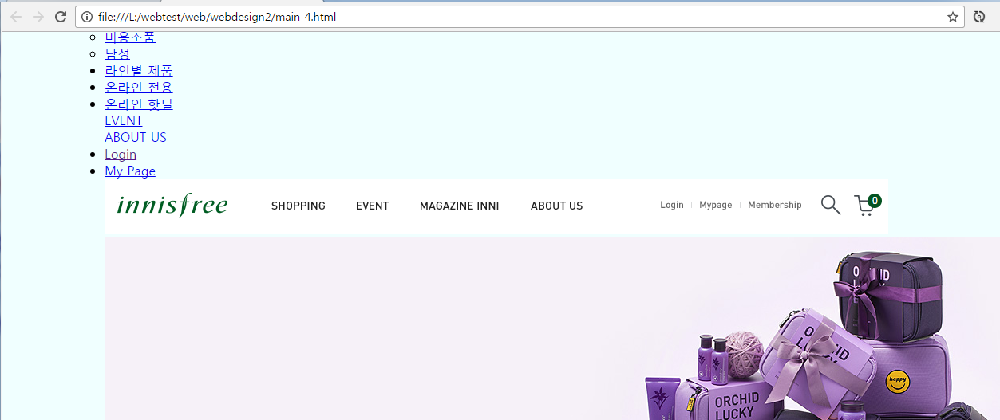 file:///L:/webtest/web/webdesign2/main-4.html
미용소품
남성
라인별 제품
온라인 전용
온라인 핫딜
EVENT
ABOUT US
Login
My Page
innisfree SHOPPING EVENT MAGAZINE INNI ABOUT US Login Mypage Membership 0
ORCHID
LUCKY
ORCHID
LUCKY
happy
ORCHID
LUCKY